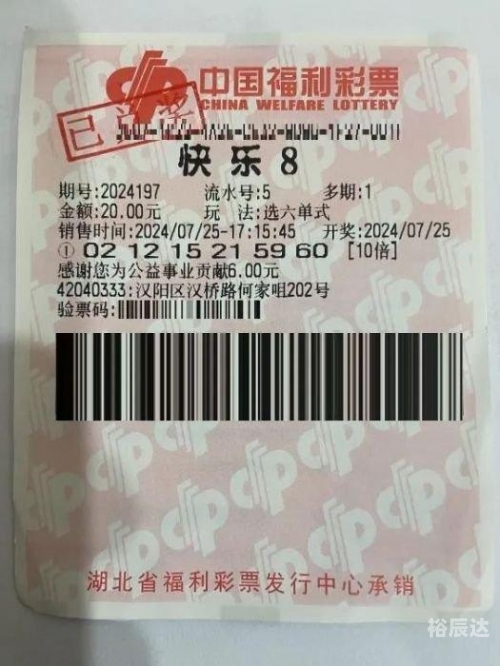 中国福利彩票
CHINA WELFARE LOTTERY
快乐8
期号:2024197 流水号:5 多期:1
金额:20.00元 玩 法:选六单式
销售时间:2024/07/25-17:15:45 开奖:2024/07/25
① 02 12 15 21 59 60 [10倍]
感谢您为公益事业贡献6.00元
42040333:汉阳区汉桥路何家咀202号
验票码:
湖北省福利彩票发行中心承销
裕辰达